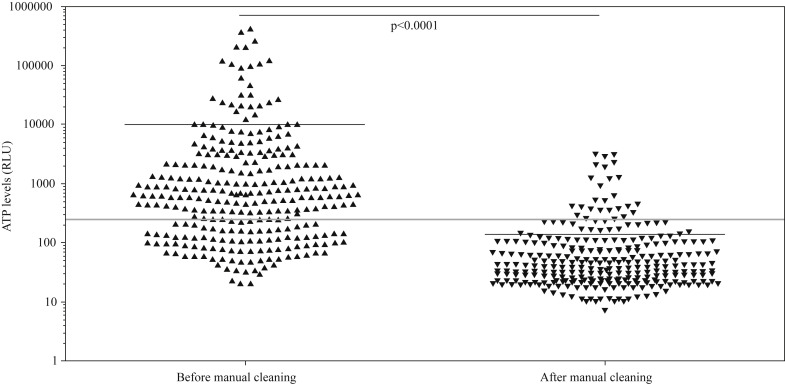 1000000
p<0.0001
100000
10000
ATP levels (RLU)
1000
100
10
1
Before manual cleaning
After manual cleaning